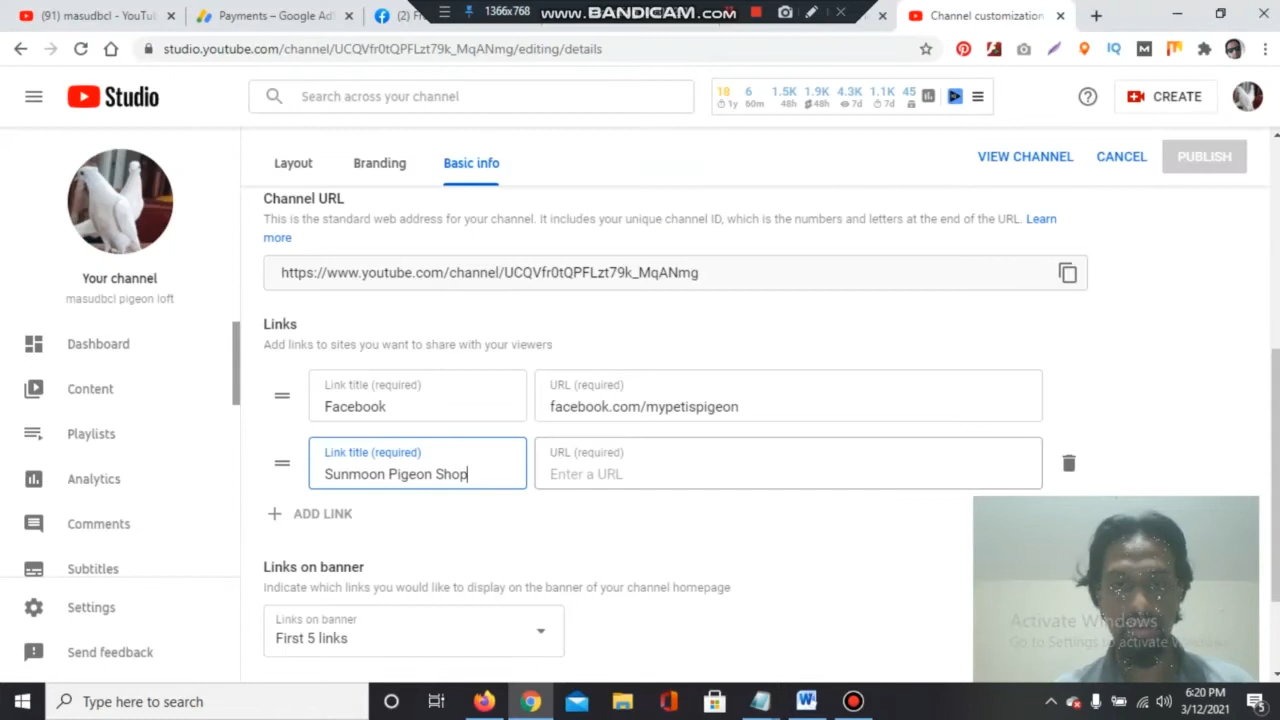 (91) masudbcl - YouTu
Payments – Google Ad
(2) Fr
1366x768
www.BANDICAM.com
Channel customization
studio.youtube.com/channel/UCQVfr0tQPFLzt79k_MqANmg/editing/details
Studio
Search across your channel
18 6 1.5K 1.9K 4.3K 1.1K 45
1y 60m 48h 48h 7d 7d
CREATE
Layout
Branding
Basic info
VIEW CHANNEL
CANCEL
PUBLISH
Your channel
masudbcl pigeon loft
Dashboard
Content
Playlists
Analytics
Comments
Subtitles
Settings
Send feedback
Channel URL
This is the standard web address for your channel. It includes your unique channel ID, which is the numbers and letters at the end of the URL. Learn
more
https://www.youtube.com/channel/UCQVfr0tQPFLzt79k_MqANmg
Links
Add links to sites you want to share with your viewers
Link title (required)
Facebook
URL (required)
facebook.com/mypetispigeon
Link title (required)
Sunmoon Pigeon Shop
URL (required)
Enter a URL
ADD LINK
Links on banner
Indicate which links you would like to display on the banner of your channel homepage
Links on banner
First 5 links
Activate Windows
Go to Settings to activate Windows.
Type here to search
6:20 PM
3/12/2021
5